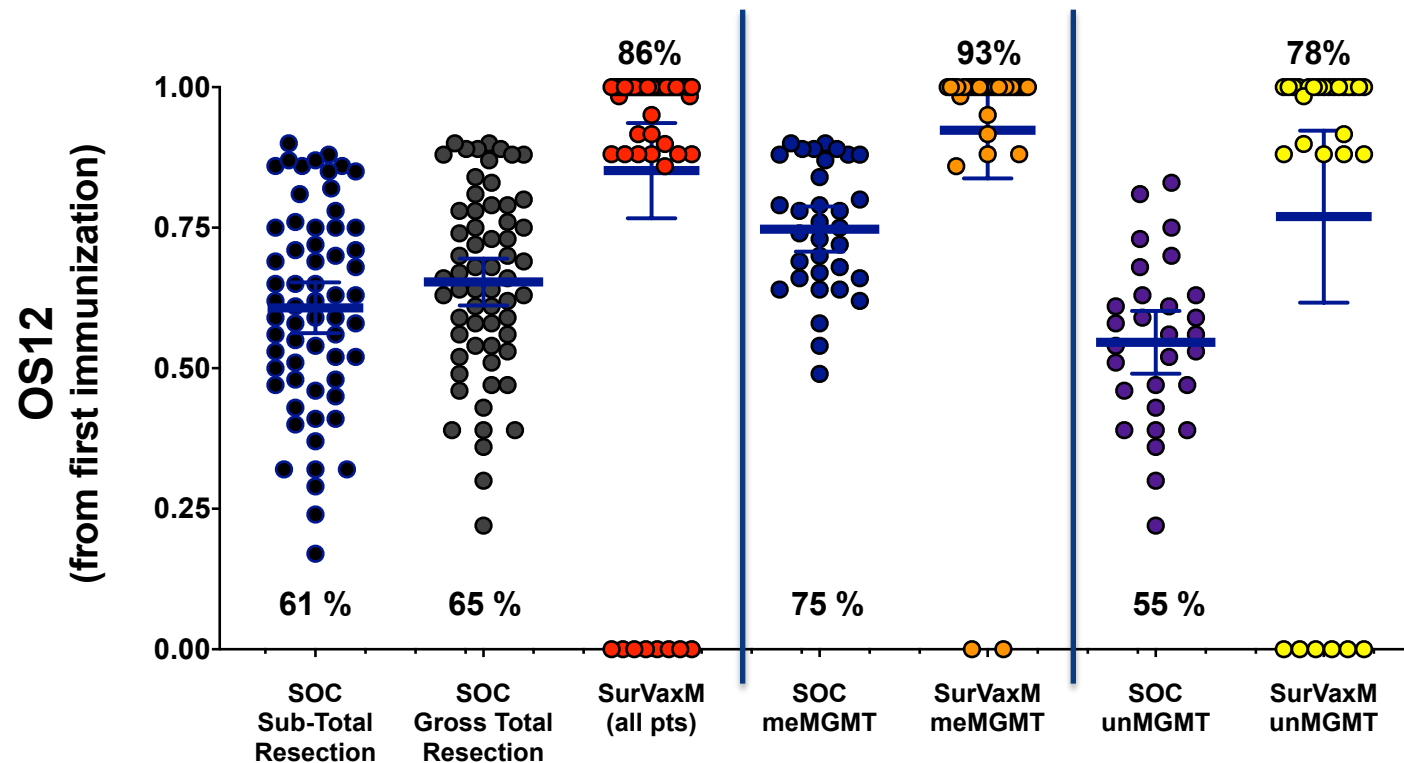 86%
93%
78%
1.00
0.75
0.50
0.25
0.00
OS12
(from first immunization)
61 %
65 %
75 %
55 %
SOC
Sub-Total
Resection
SOC
Gross Total
Resection
SurVaxM
(all pts)
SOC
meMGMT
SurVaxM
meMGMT
SOC
unMGMT
SurVaxM
unMGMT